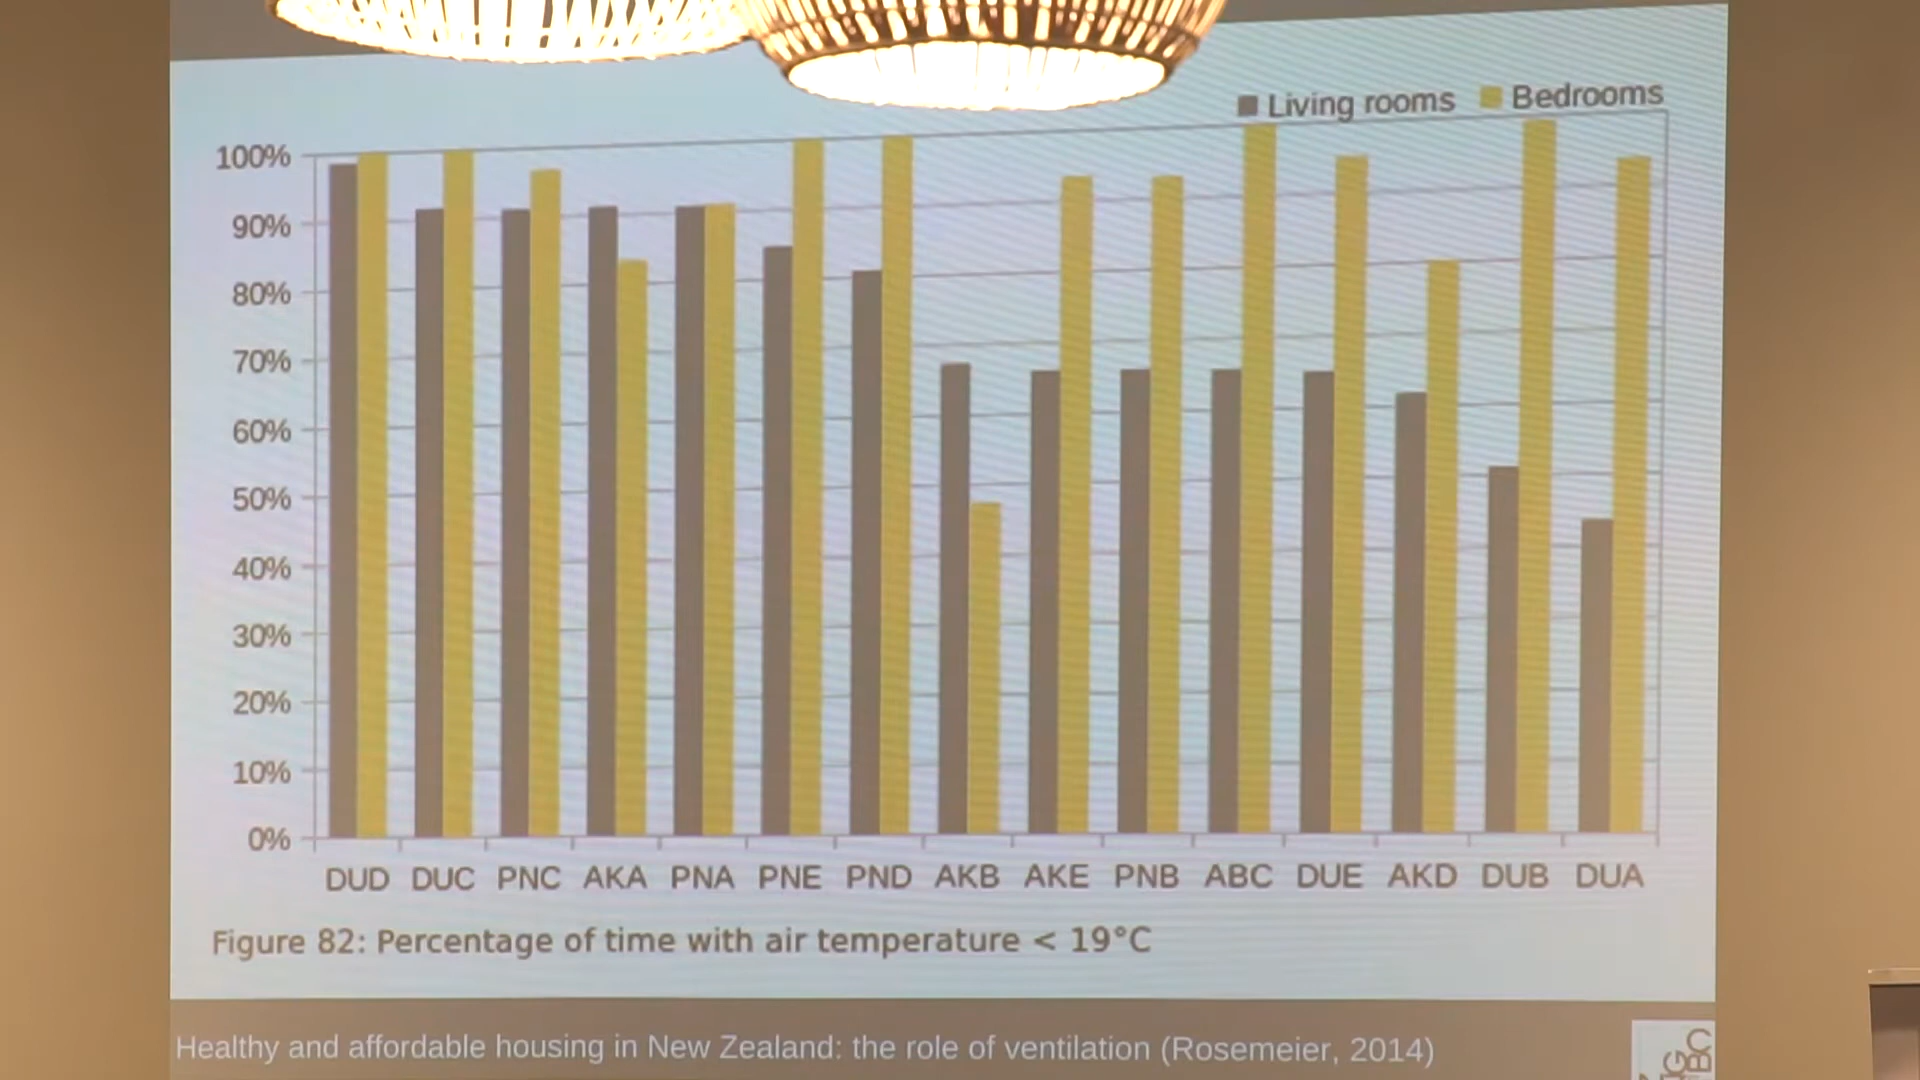 Living rooms Bedrooms
100%
90%
80%
70%
60%
50%
40%
30%
20%
10%
0%
DUD DUC PNC AKA PNA PNE PND AKB AKE PNB ABC DUE AKD DUB DUA
Figure 82: Percentage of time with air temperature < 19°C
Healthy and affordable housing in New Zealand: the role of ventilation (Rosemeier, 2014)